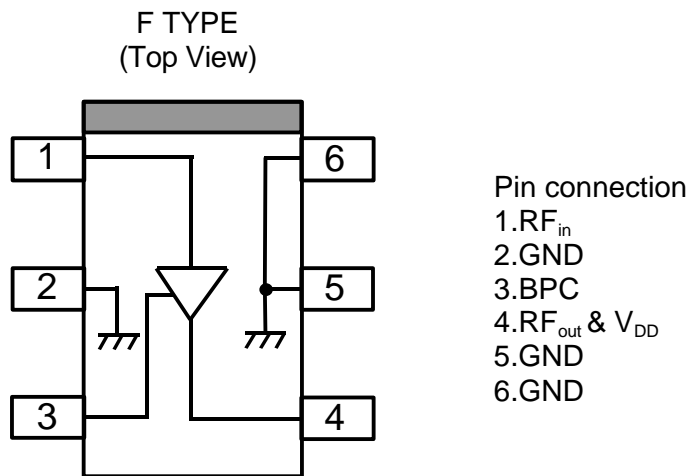 F TYPE
(Top View)
1
6
2
5
3
4
Pin connection
1.RFin
2.GND
3.BPC
4.RFout & VDD
5.GND
6.GND